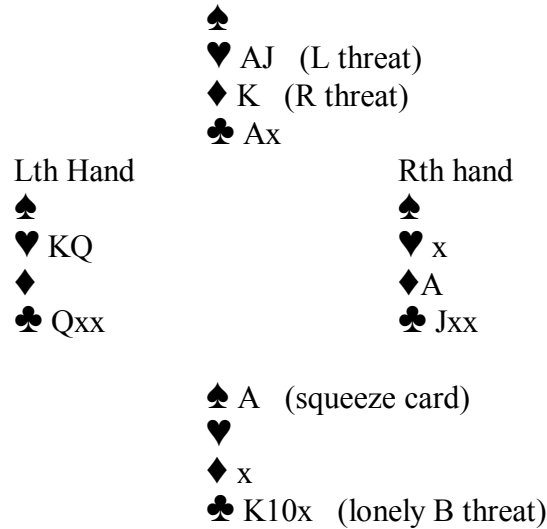 ♠
♥ AJ (L threat)
♦ K (R threat)
♣ Ax
Lth Hand Rth hand
♠ ♠
♥ KQ ♥ x
♦ ♦A
♣ Qxx ♣ Jxx
♠ A (squeeze card)
♥
♦ x
♣ K10x (lonely B threat)